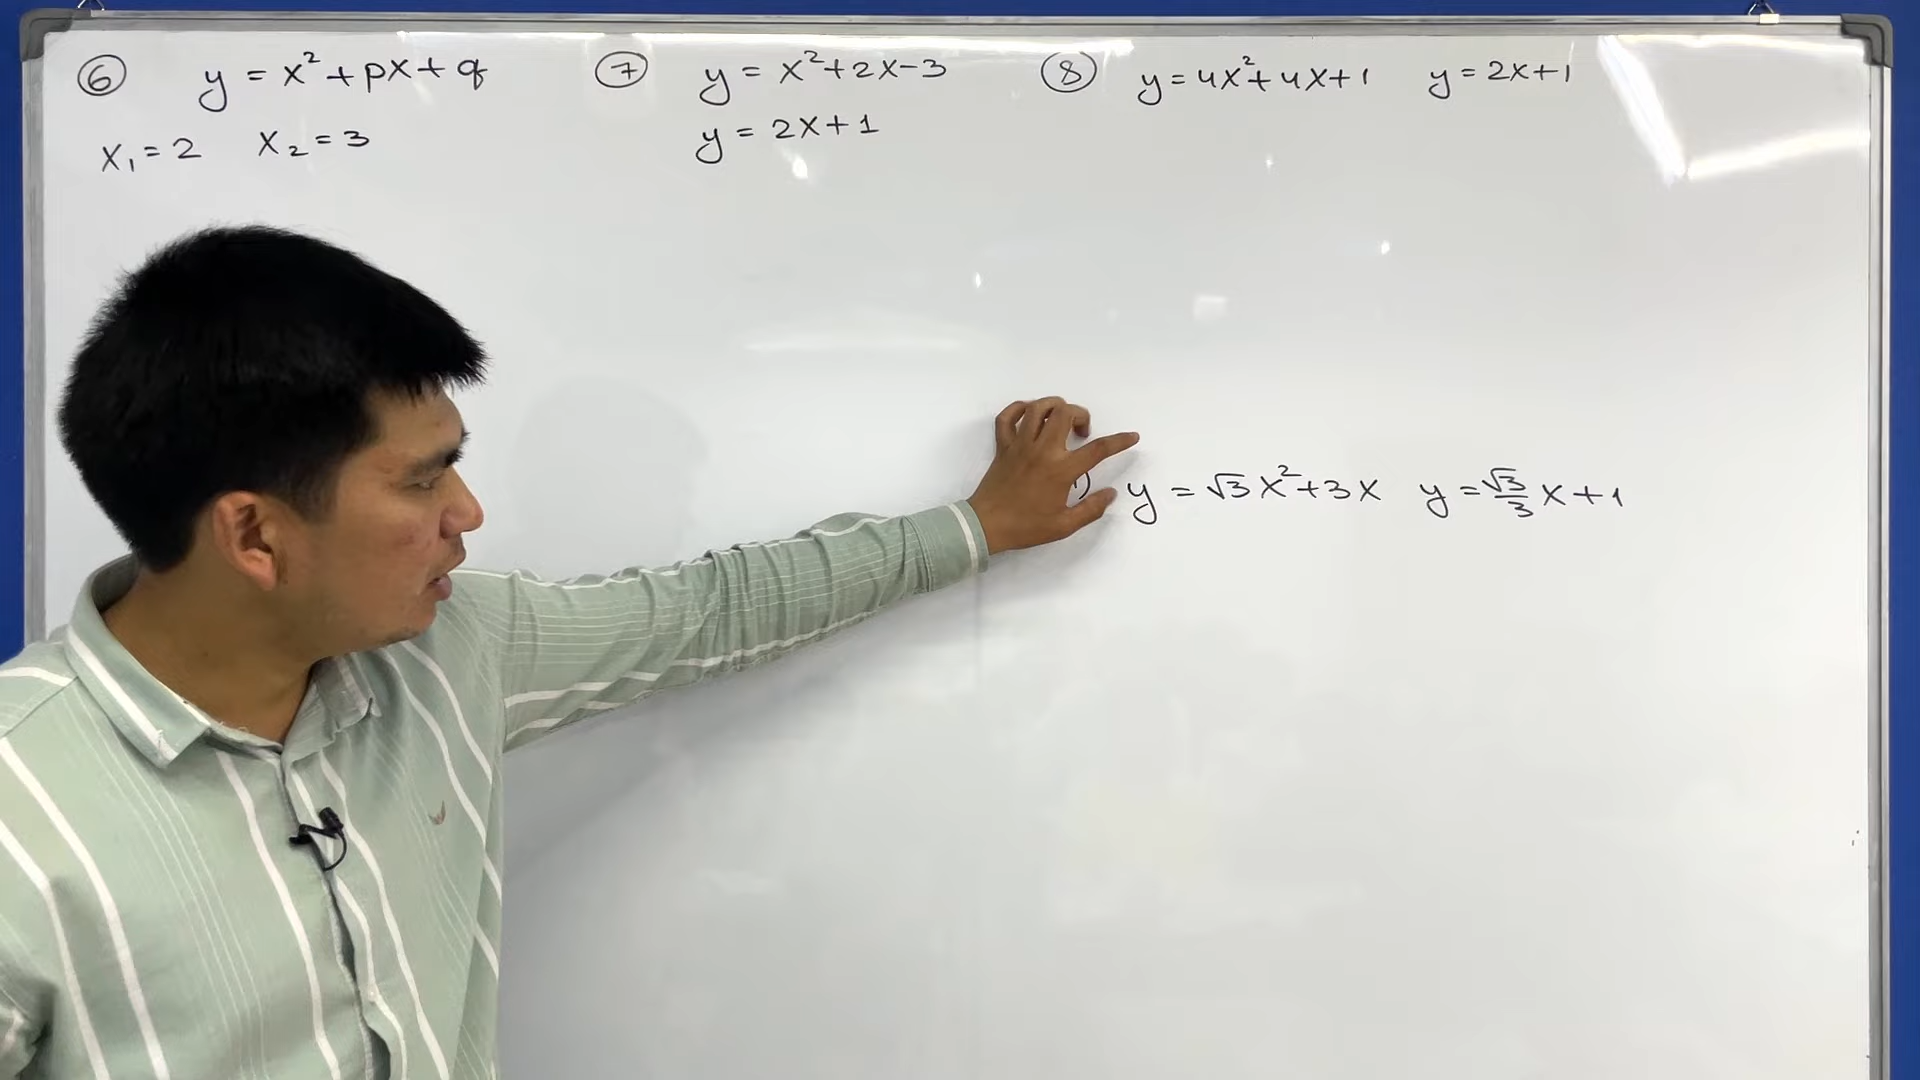 ⑥ y = x² + px + q
x₁ = 2 x₂ = 3
⑦ y = x² + 2x - 3
y = 2x + 1
⑧ y = 4x² + 4x + 1 y = 2x + 1
) y = √3x² + 3x y = √3/3 x + 1